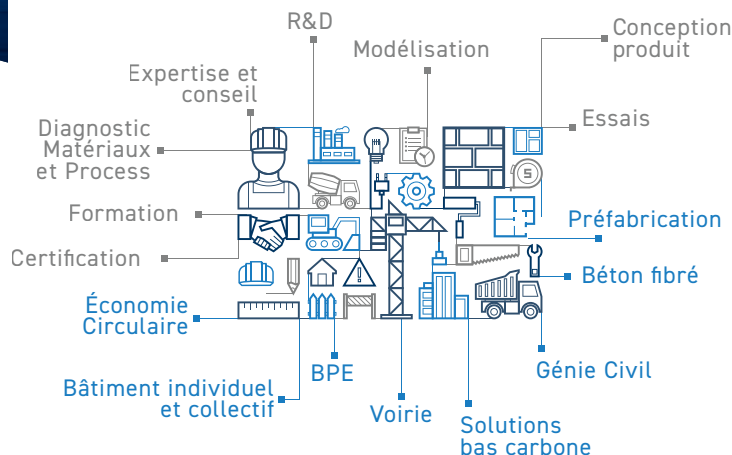 R&D
Modélisation
Conception
produit
Expertise et
conseil
Essais
Diagnostic
Matériaux
et Process
Formation
Préfabrication
Certification
Béton fibré
Économie
Circulaire
Génie Civil
BPE
Bâtiment individuel
et collectif
Voirie
Solutions
bas carbone
5